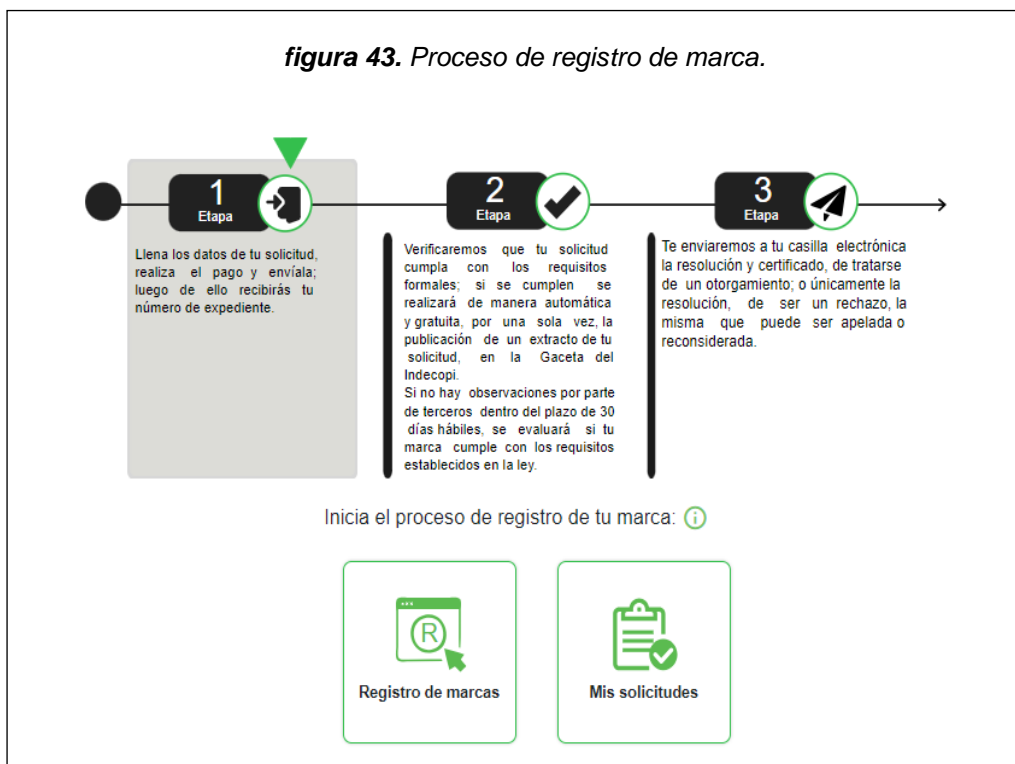 figura 43. Proceso de registro de marca.
1
Etapa
Llena los datos de tu solicitud,
realiza el pago y envíala;
luego de ello recibirás tu
número de expediente.
2
Etapa
Verificaremos que tu solicitud
cumpla con los requisitos
formales; si se cumplen se
realizará de manera automática
y gratuita, por una sola vez, la
publicación de un extracto de tu
solicitud, en la Gaceta del
Indecopi.
Si no hay observaciones por parte
de terceros dentro del plazo de 30
días hábiles, se evaluará si tu
marca cumple con los requisitos
establecidos en la ley.
3
Etapa
Te enviaremos a tu casilla electrónica
la resolución y certificado, de tratarse
de un otorgamiento; o únicamente la
resolución, de ser un rechazo, la
misma que puede ser apelada o
reconsiderada.
Inicia el proceso de registro de tu marca:
R
Registro de marcas
Mis solicitudes